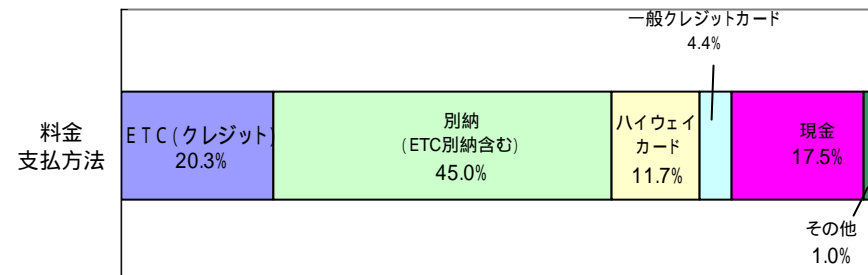 一般クレジットカード
4.4%
料金
支払方法
ETC(クレジット)
20.3%
別納
(ETC別納含む)
45.0%
ハイウェイ
カード
11.7%
現金
17.5%
その他
1.0%